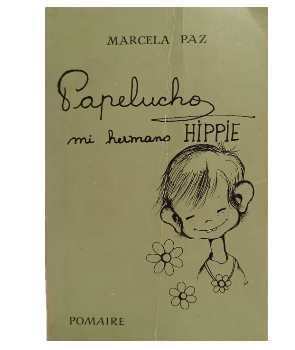 MARCELA PAZ
Papelucho
mi hermano HIPPIE
POMAIRE